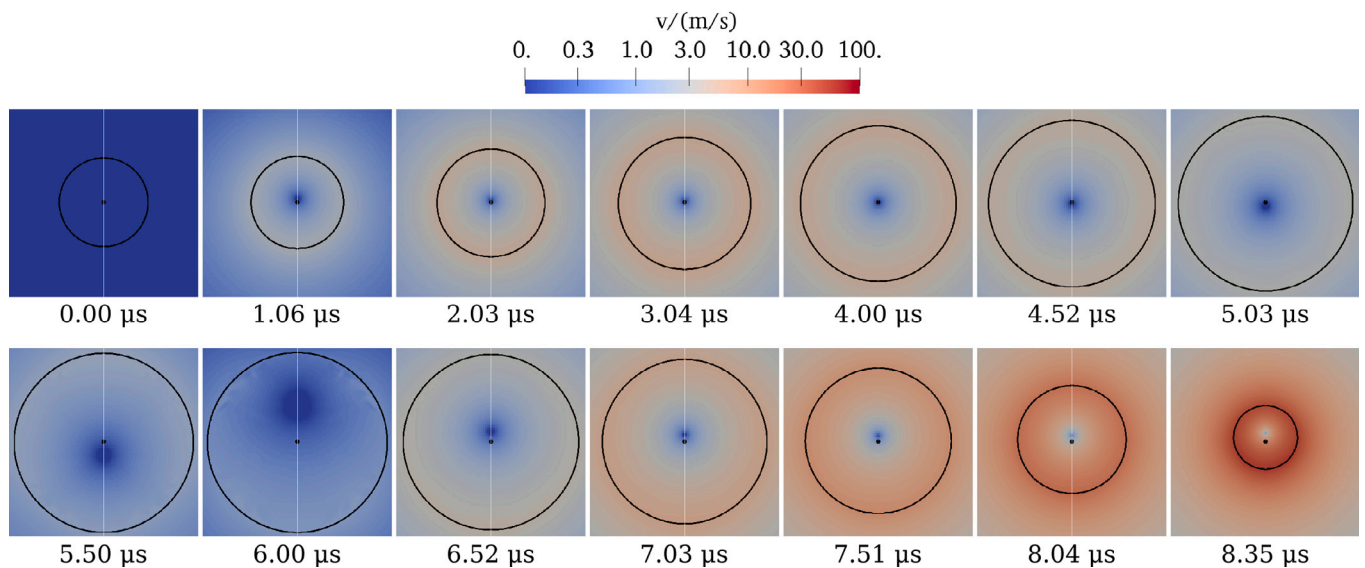 v/(m/s)
0. 0.3 1.0 3.0 10.0 30.0 100.
0.00 µs 1.06 µs 2.03 µs 3.04 µs 4.00 µs 4.52 µs 5.03 µs
5.50 µs 6.00 µs 6.52 µs 7.03 µs 7.51 µs 8.04 µs 8.35 µs